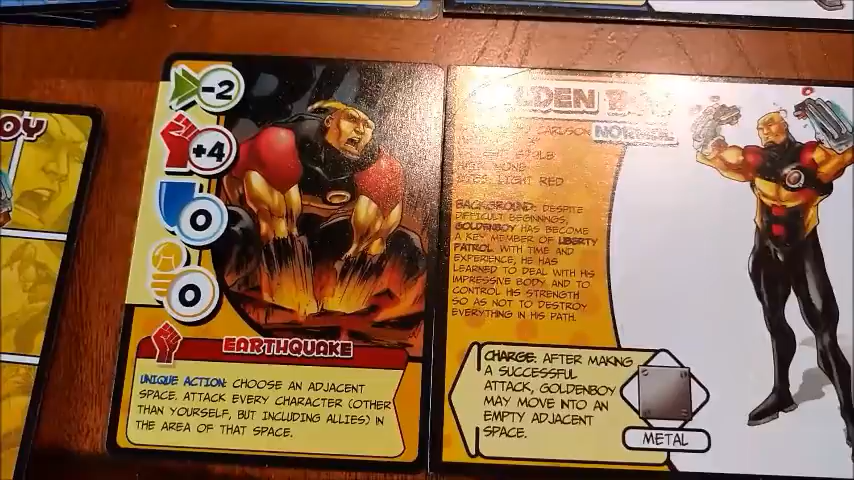 OY
-2
+4
0
0
EARTHQUAKE
UNIQUE ACTION: CHOOSE AN ADJACENT
SPACE. ATTACK EVERY CHARACTER (OTHER
THAN YOURSELF, BUT INCLUDING ALLIES) IN
THE AREA OF THAT SPACE.
CARLSON
NORMAL
LIGHT RED
BACKGROUND: DESPITE
DIFFICULT BEGINNINGS,
GOLDENBOY HAS BECOME
A KEY MEMBER OF LIBERTY
PATROL. WITH TIME AND
EXPERIENCE, HE HAS
LEARNED TO DEAL WITH HIS
IMPRESSIVE BODY AND TO
CONTROL HIS STRENGTH
SO AS NOT TO DESTROY
EVERYTHING IN HIS PATH.
CHARGE: AFTER MAKING
A SUCCESSFUL
ATTACK, GOLDENBOY
MAY MOVE INTO AN
EMPTY ADJACENT
SPACE.
METAL